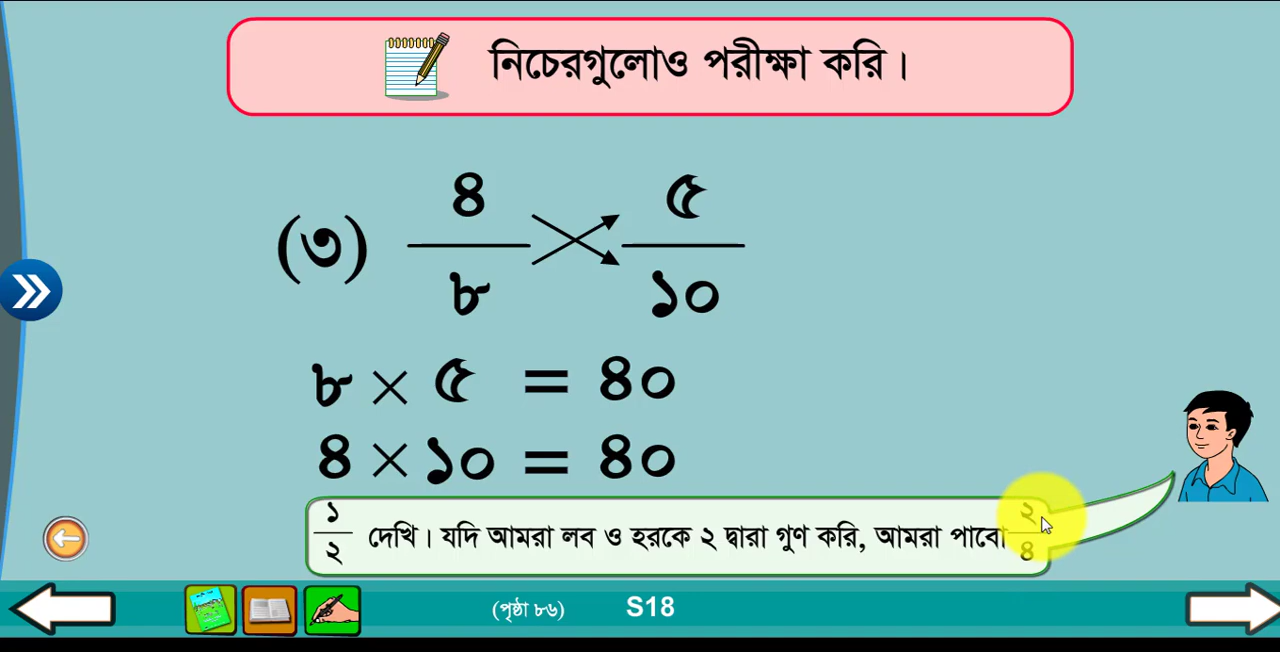 নিচেরগুলোও পরীক্ষা করি।
(৩) ৪/৮ ৫/১০
৮ × ৫ = ৪০
৪ × ১০ = ৪০
১/২ দেখি। যদি আমরা লব ও হরকে ২ দ্বারা গুণ করি, আমরা পাবো ২/৪
(পৃষ্ঠা ৮৬) S18